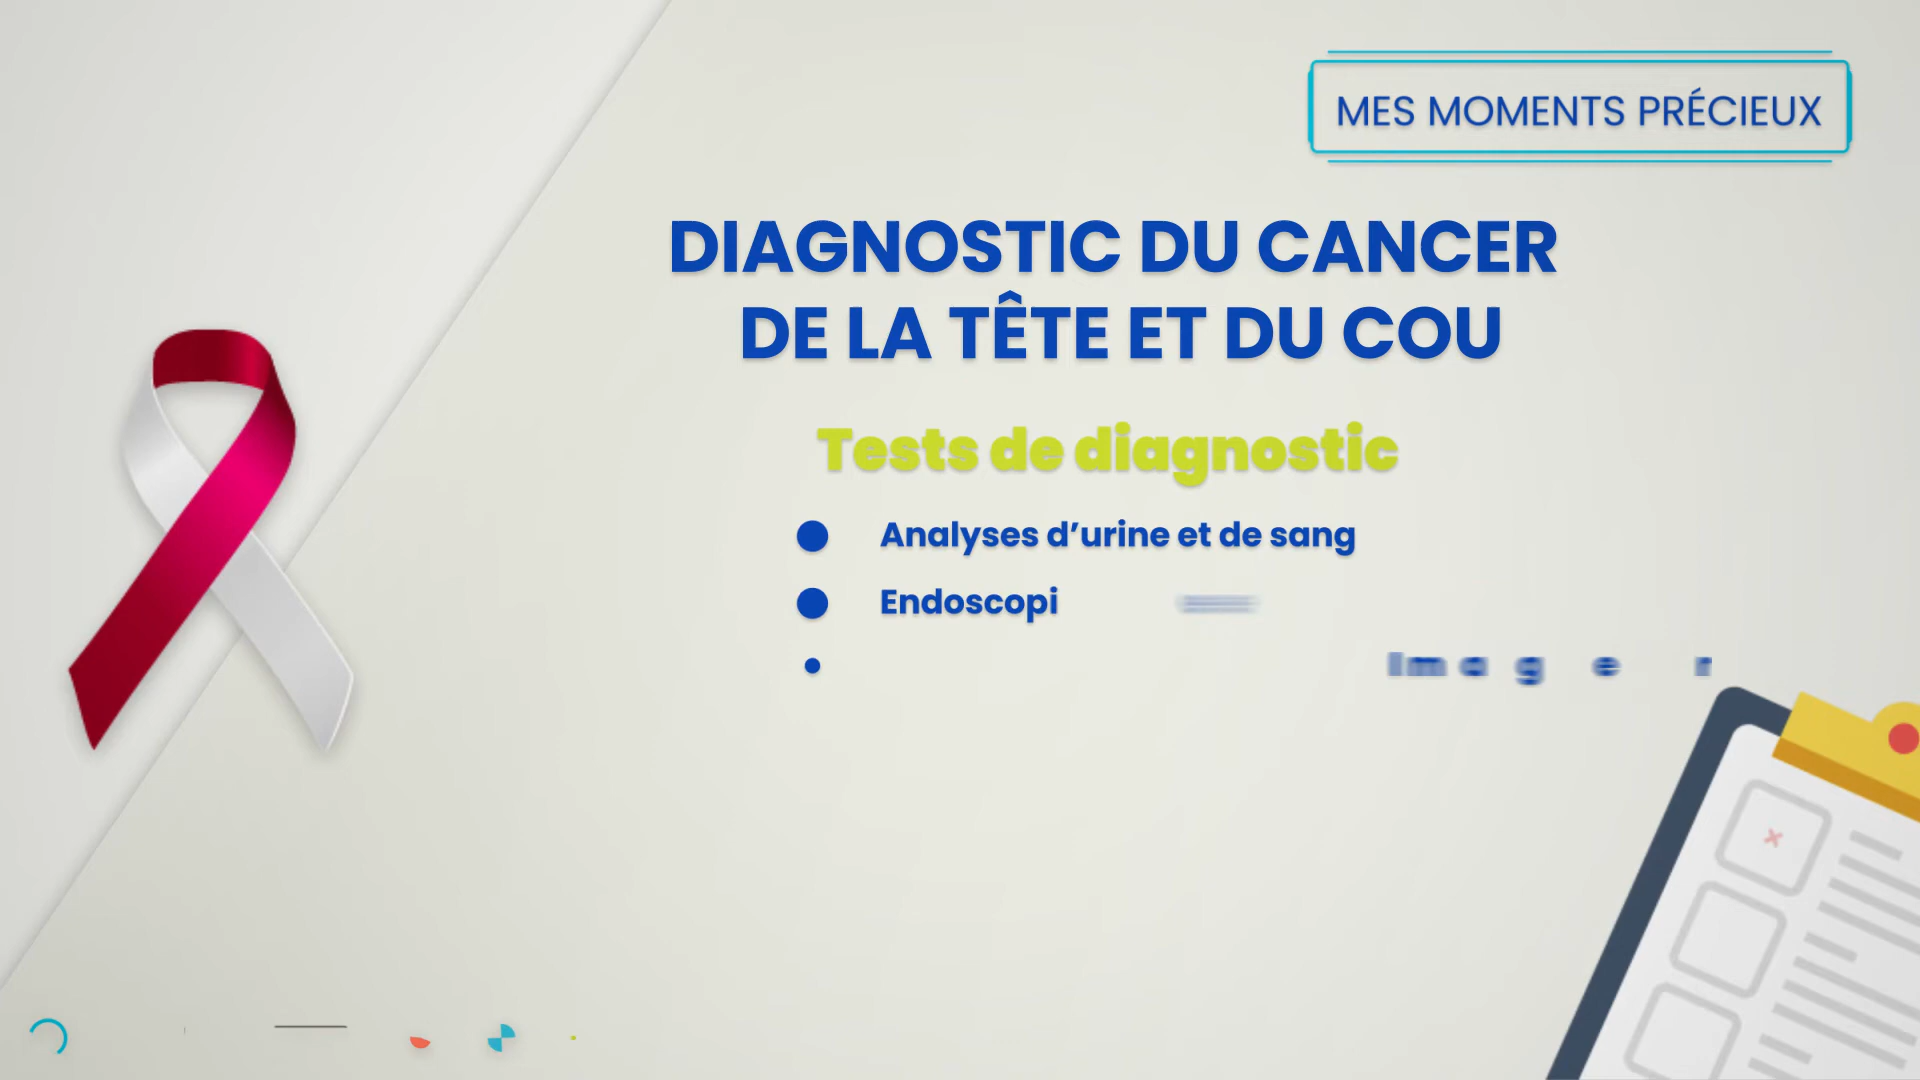 MES MOMENTS PRÉCIEUX
DIAGNOSTIC DU CANCER
DE LA TÊTE ET DU COU
Tests de diagnostic
Analyses d’urine et de sang
Endoscopi
Imager